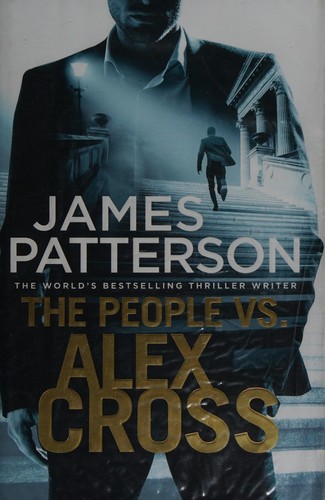 JAMES
PATTERSON
THE WORLD'S BESTSELLING THRILLER WRITER
THE PEOPLE VS.
ALEX
CROSS